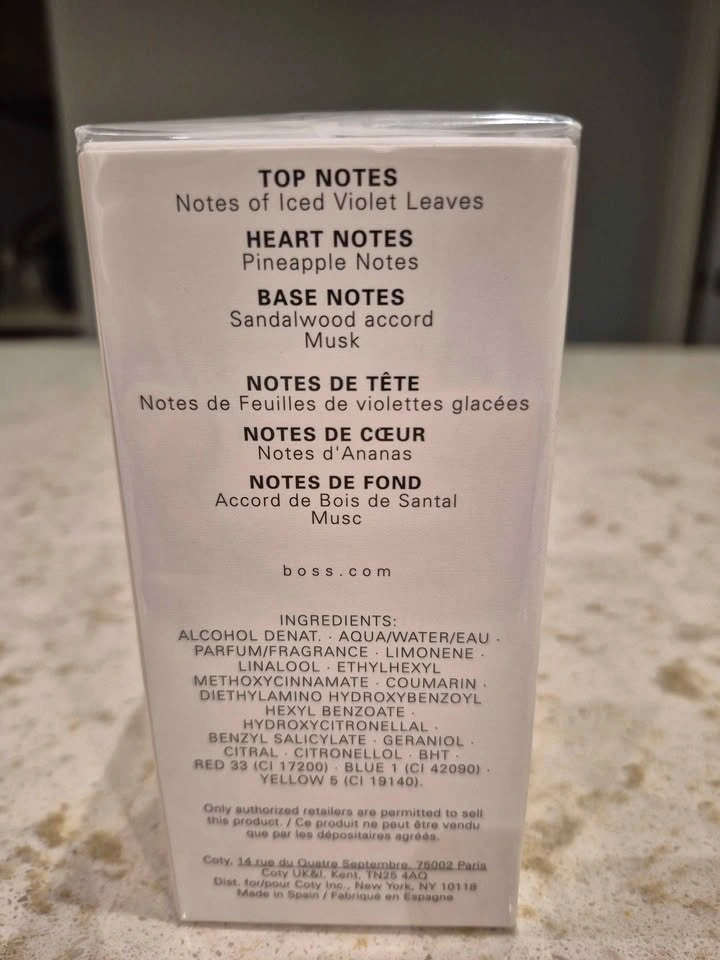 TOP NOTES
Notes of Iced Violet Leaves
HEART NOTES
Pineapple Notes
BASE NOTES
Sandalwood accord
Musk
NOTES DE TÊTE
Notes de Feuilles de violettes glacées
NOTES DE CŒUR
Notes d'Ananas
NOTES DE FOND
Accord de Bois de Santal
Musc
boss.com
INGREDIENTS:
ALCOHOL DENAT. · AQUA/WATER/EAU ·
PARFUM/FRAGRANCE · LIMONENE ·
LINALOOL · ETHYLHEXYL
METHOXYCINNAMATE · COUMARIN ·
DIETHYLAMINO HYDROXYBENZOYL
HEXYL BENZOATE ·
HYDROXYCITRONELLAL ·
BENZYL SALICYLATE · GERANIOL ·
CITRAL · CITRONELLOL · BHT ·
RED 33 (CI 17200) · BLUE 1 (CI 42090) ·
YELLOW 5 (CI 19140).
Only authorized retailers are permitted to sell
this product. / Ce produit ne peut être vendu
que par les dépositaires agréés.
Coty, 14 rue du Quatre Septembre, 75002 Paris
Coty UK&I, Kent, TN25 4AQ
Dist. for/pour Coty Inc., New York, NY 10118
Made in Spain / Fabriqué en Espagne